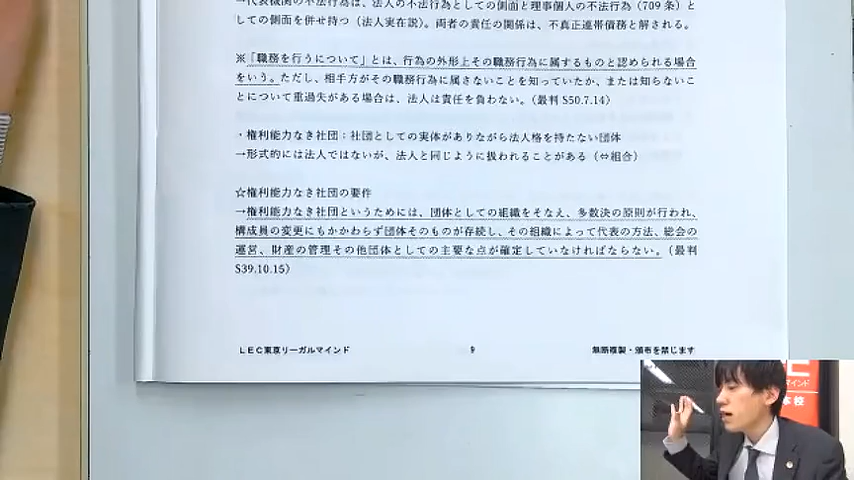 →代表機関の不法行為は、法人の不法行為としての側面と理事個人の不法行為（709 条）と
しての側面を併せ持つ（法人実在説）。両者の責任の関係は、不真正連帯債務と解される。
※「職務を行うについて」とは、行為の外形上その職務行為に属するものと認められる場合
をいう。ただし、相手方がその職務行為に属さないことを知っていたか、または知らないこ
とについて重過失がある場合は、法人は責任を負わない。（最判 S50.7.14）
・権利能力なき社団：社団としての実体がありながら法人格を持たない団体
→形式的には法人ではないが、法人と同じように扱われることがある（⇔組合）
☆権利能力なき社団の要件
→権利能力なき社団というためには、団体としての組織をそなえ、多数決の原則が行われ、
構成員の変更にもかかわらず団体そのものが存続し、その組織によって代表の方法、総会の
運営、財産の管理その他団体としての主要な点が確定していなければならない。（最判
S39.10.15）
LEC東京リーガルマインド 9 無断複製・頒布を禁じます
マインド
本校